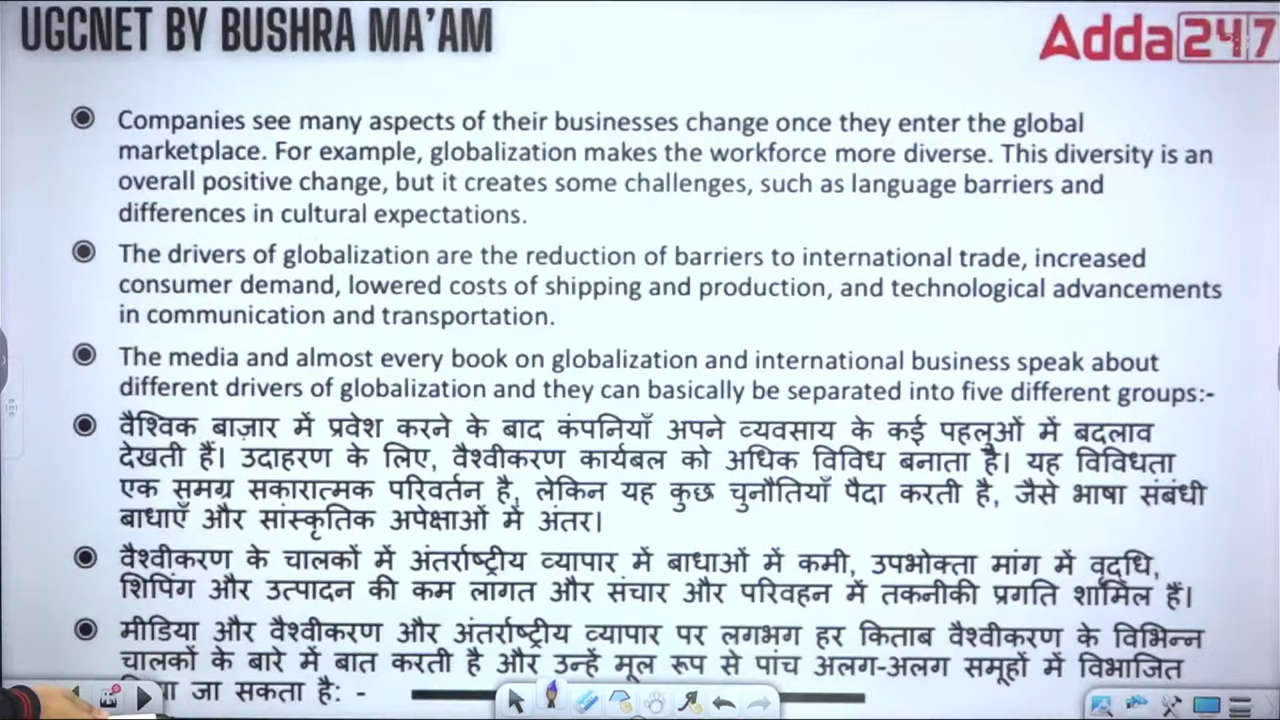 UGCNET BY BUSHRA MA'AM
Adda247
Companies see many aspects of their businesses change once they enter the global
marketplace. For example, globalization makes the workforce more diverse. This diversity is an
overall positive change, but it creates some challenges, such as language barriers and
differences in cultural expectations.
The drivers of globalization are the reduction of barriers to international trade, increased
consumer demand, lowered costs of shipping and production, and technological advancements
in communication and transportation.
The media and almost every book on globalization and international business speak about
different drivers of globalization and they can basically be separated into five different groups:-
वैश्विक बाज़ार में प्रवेश करने के बाद कंपनियाँ अपने व्यवसाय के कई पहलुओं में बदलाव
देखती हैं। उदाहरण के लिए, वैश्वीकरण कार्यबल को अधिक विविध बनाता है। यह विविधता
एक समग्र सकारात्मक परिवर्तन है, लेकिन यह कुछ चुनौतियाँ पैदा करती है, जैसे भाषा संबंधी
बाधाएँ और सांस्कृतिक अपेक्षाओं में अंतर।
वैश्वीकरण के चालकों में अंतर्राष्ट्रीय व्यापार में बाधाओं में कमी, उपभोक्ता मांग में वृद्धि,
शिपिंग और उत्पादन की कम लागत और संचार और परिवहन में तकनीकी प्रगति शामिल हैं।
मीडिया और वैश्वीकरण और अंतर्राष्ट्रीय व्यापार पर लगभग हर किताब वैश्वीकरण के विभिन्न
चालकों के बारे में बात करती है और उन्हें मूल रूप से पांच अलग-अलग समूहों में विभाजित
जा सकता है: -